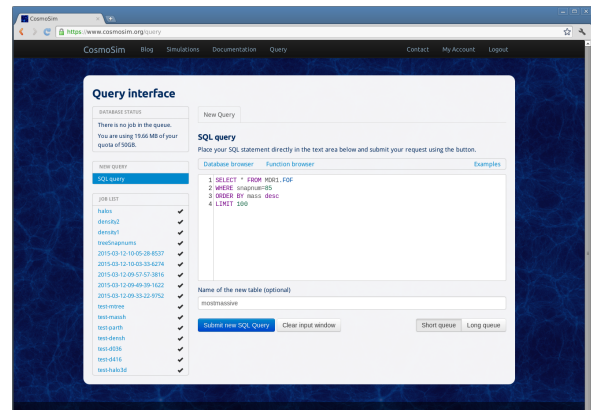 CosmoSim
https://www.cosmosim.org/query
CosmoSim Blog Simulations Documentation Query Contact My Account Logout
Query interface
DATABASE STATUS
There is no job in the queue.
You are using 19.66 MB of your
quota of 50GB.
NEW QUERY
SQL query
JOB LIST
halos
density2
density1
treeSnapnums
2015-03-12-10-05-28-8537
2015-03-12-10-03-33-6274
2015-03-12-09-57-57-3816
2015-03-12-09-49-39-1622
2015-03-12-09-33-22-9752
test-mtree
test-massh
test-parth
test-densh
test-d036
test-d416
test-halo3d
New Query
SQL query
Place your SQL statement directly in the text area below and submit your request using the button.
Database browser Function browser Examples
1 SELECT * FROM MDR1.FOF
2 WHERE snapnum=85
3 ORDER BY mass desc
4 LIMIT 100
Name of the new table (optional)
mostmassive
Submit new SQL Query Clear input window Short queue Long queue